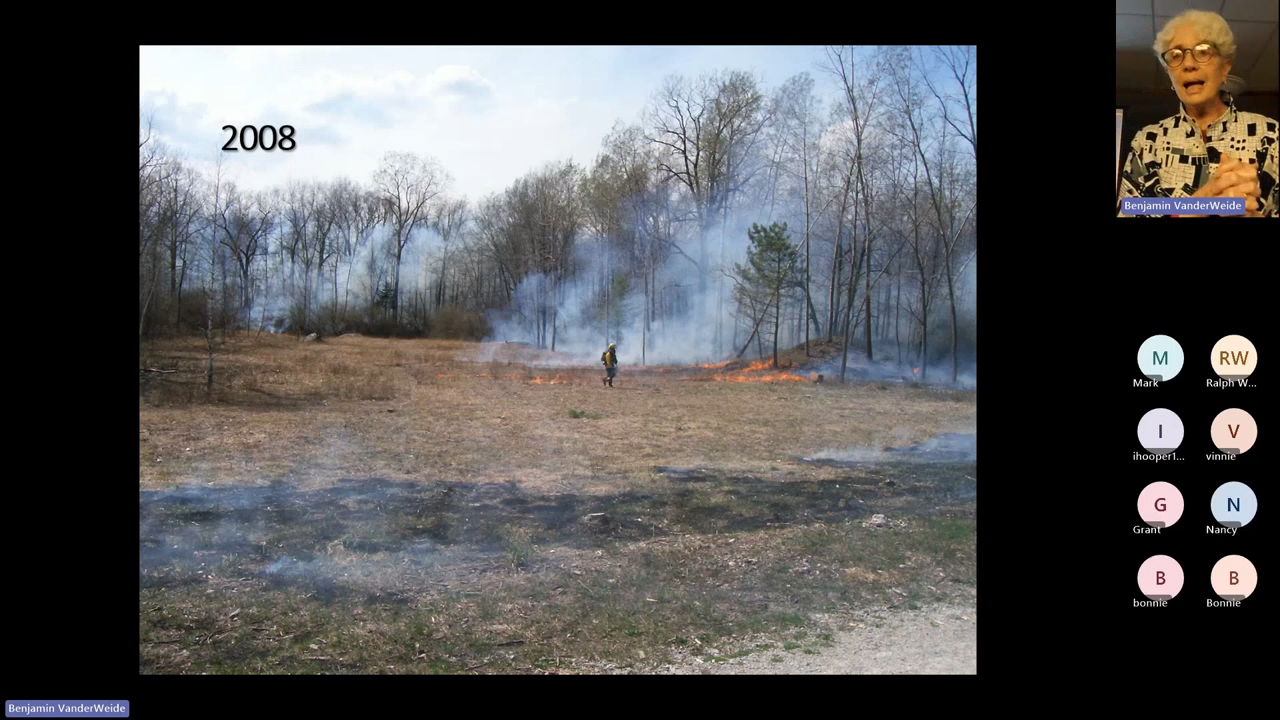 2008
Benjamin VanderWeide
M
Mark
RW
Ralph W...
I
ihooper1...
V
vinnie
G
Grant
N
Nancy
B
bonnie
B
Bonnie
Benjamin VanderWeide